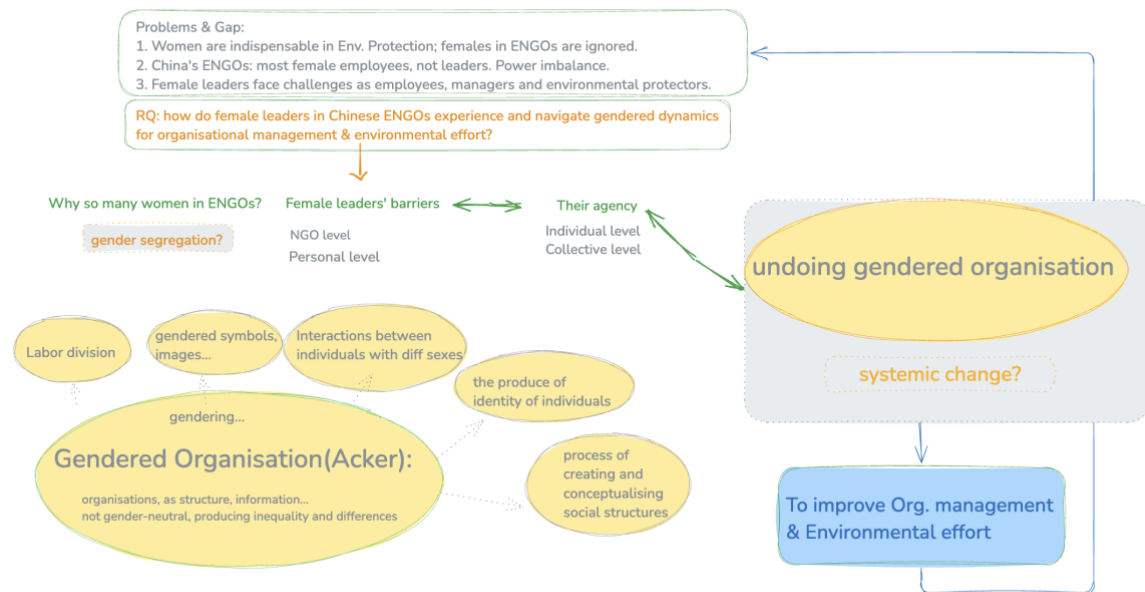 Problems & Gap:
1. Women are indispensable in Env. Protection; females in ENGOs are ignored.
2. China's ENGOs: most female employees, not leaders. Power imbalance.
3. Female leaders face challenges as employees, managers and environmental protectors.
RQ: how do female leaders in Chinese ENGOs experience and navigate gendered dynamics
for organisational management & environmental effort?
Why so many women in ENGOs?
gender segregation?
Female leaders' barriers
NGO level
Personal level
Their agency
Individual level
Collective level
undoing gendered organisation
systemic change?
Labor division
gendered symbols,
images...
Interactions between
individuals with diff sexes
the produce of
identity of individuals
process of
creating and
conceptualising
social structures
gendering...
Gendered Organisation(Acker):
organisations, as structure, information...
not gender-neutral, producing inequality and differences
To improve Org. management
& Environmental effort